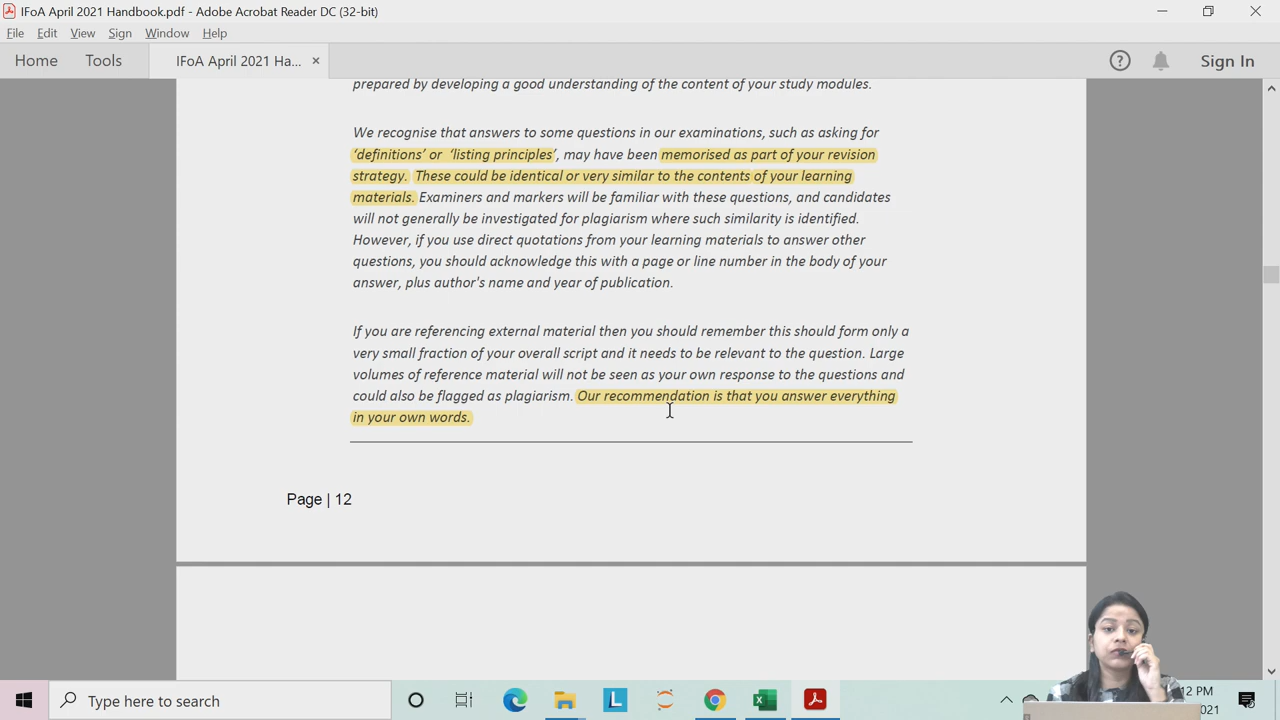 IFoA April 2021 Handbook.pdf - Adobe Acrobat Reader DC (32-bit)
File Edit View Sign Window Help
Home Tools IFoA April 2021 Ha... × Sign In
prepared by developing a good understanding of the content of your study modules.
We recognise that answers to some questions in our examinations, such as asking for
‘definitions’ or ‘listing principles’, may have been memorised as part of your revision
strategy. These could be identical or very similar to the contents of your learning
materials. Examiners and markers will be familiar with these questions, and candidates
will not generally be investigated for plagiarism where such similarity is identified.
However, if you use direct quotations from your learning materials to answer other
questions, you should acknowledge this with a page or line number in the body of your
answer, plus author's name and year of publication.
If you are referencing external material then you should remember this should form only a
very small fraction of your overall script and it needs to be relevant to the question. Large
volumes of reference material will not be seen as your own response to the questions and
could also be flagged as plagiarism. Our recommendation is that you answer everything
in your own words.
Page | 12
Type here to search
12 PM
021